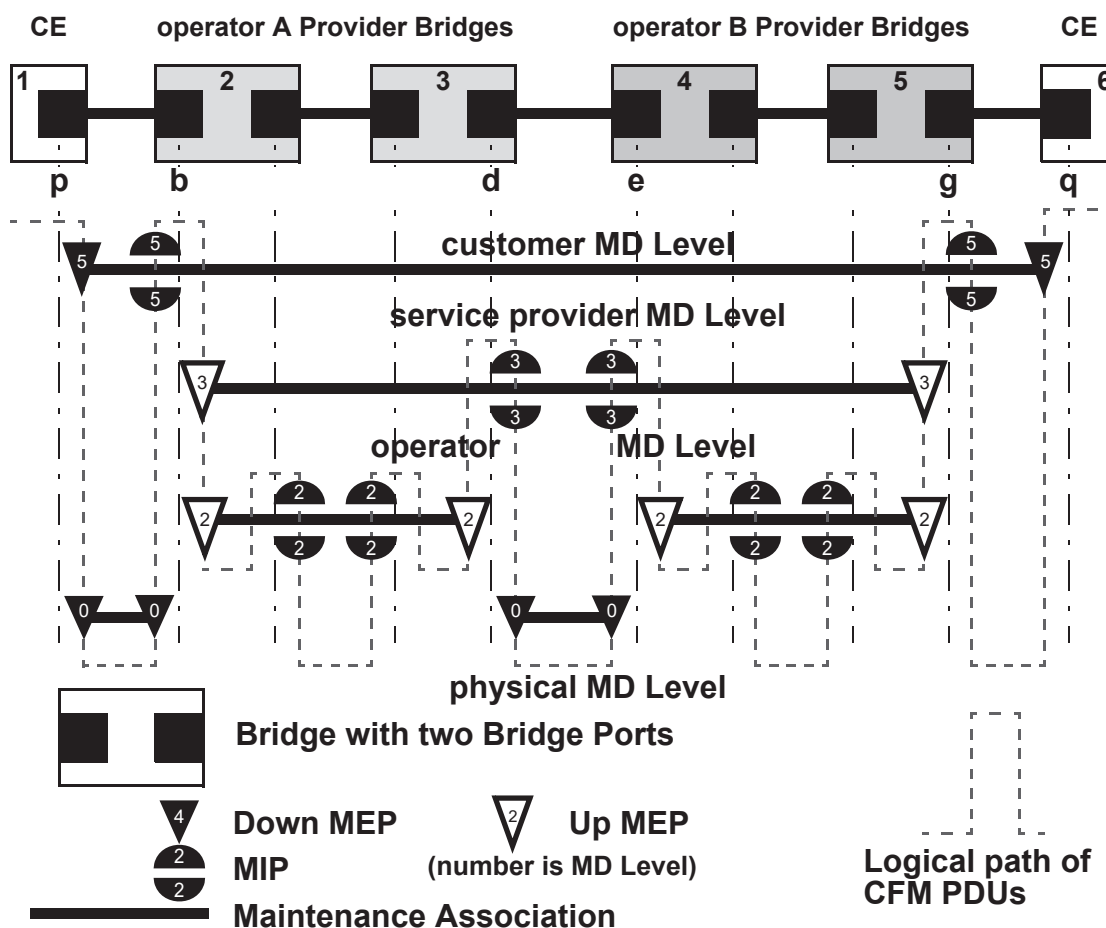 CE operator A Provider Bridges operator B Provider Bridges CE
1 2 3 4 5 6
p b d e g q
5 5
customer MD Level
5 5
5 5
service provider MD Level
3 3
3 3
3 3
operator MD Level
2 2 2 2
2 2 2 2
2 2 2 2
0 0 0 0
physical MD Level
Bridge with two Bridge Ports
4 Down MEP 2 Up MEP
2 MIP (number is MD Level)
2
Logical path of
CFM PDUs
Maintenance Association